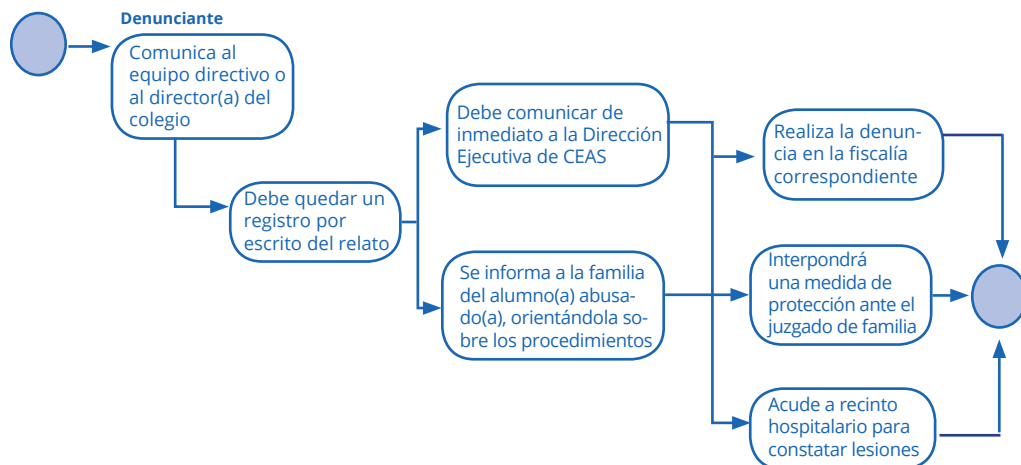 Denunciante
Comunica al
equipo directivo o
al director(a) del
colegio
Debe quedar un
registro por
escrito del relato
Debe comunicar de
inmediato a la Dirección
Ejecutiva de CEAS
Se informa a la familia
del alumno(a) abusa-
do(a), orientándola so-
bre los procedimientos
Realiza la denun-
cia en la fiscalía
correspondiente
Interpondrá
una medida de
protección ante el
juzgado de familia
Acude a recinto
hospitalario para
constatar lesiones